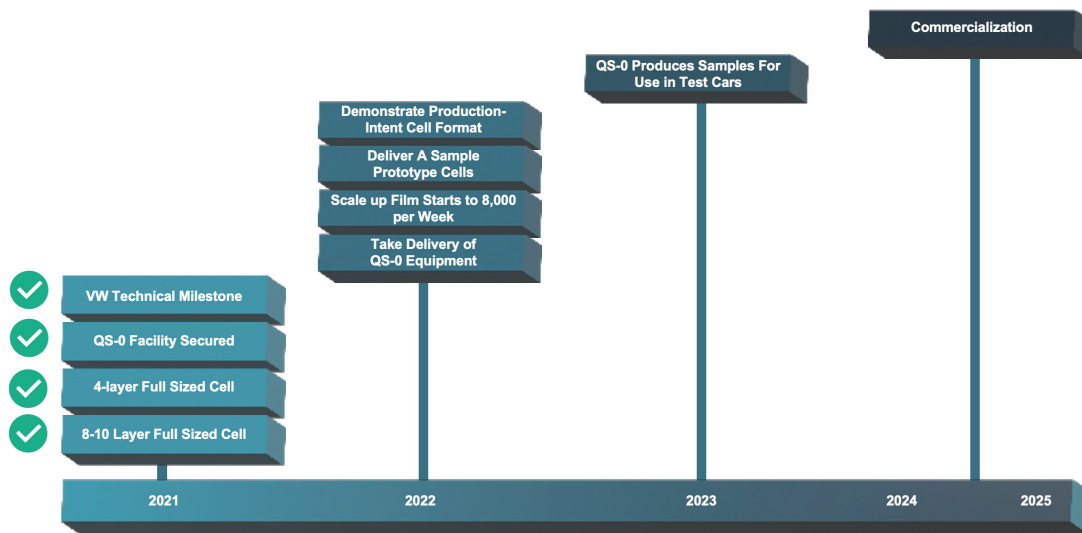 Commercialization
QS-0 Produces Samples For
Use in Test Cars
Demonstrate Production-
Intent Cell Format
Deliver A Sample
Prototype Cells
Scale up Film Starts to 8,000
per Week
Take Delivery of
QS-0 Equipment
VW Technical Milestone
QS-0 Facility Secured
4-layer Full Sized Cell
8-10 Layer Full Sized Cell
2021
2022
2023
2024
2025